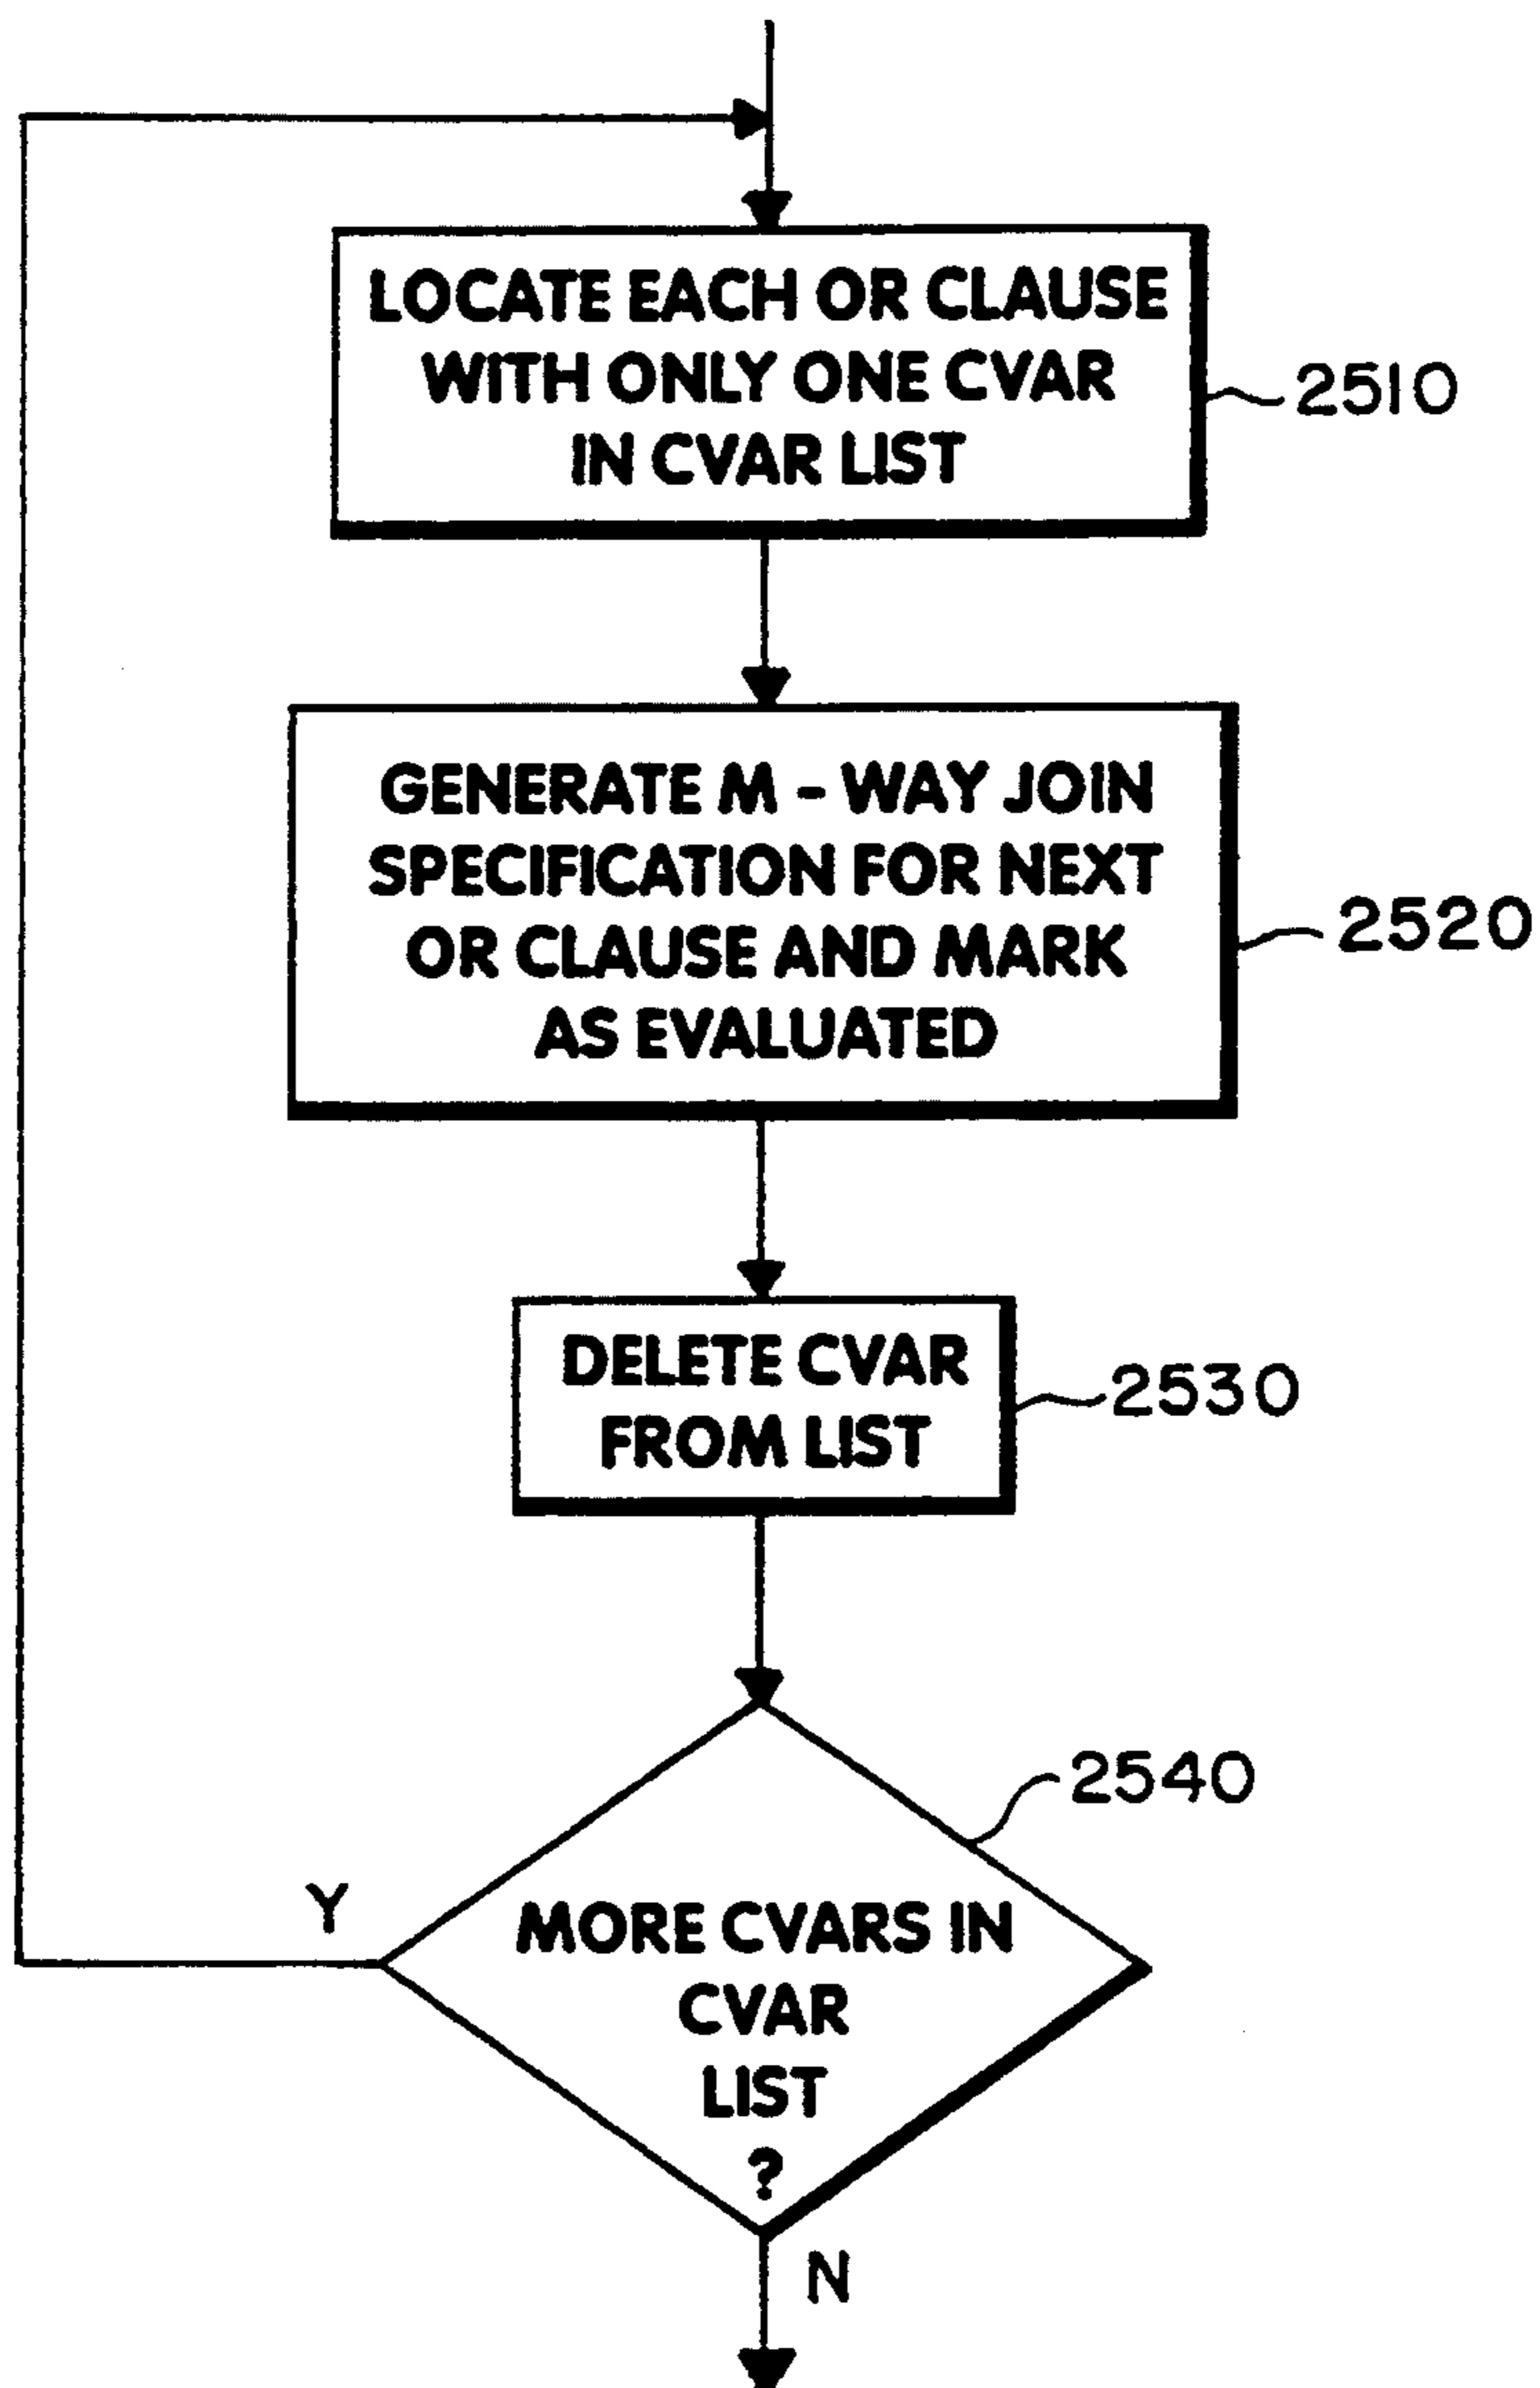 LOCATE EACH OR CLAUSE
WITH ONLY ONE CVAR
IN CVAR LIST
2510
GENERATE M - WAY JOIN
SPECIFICATION FOR NEXT
OR CLAUSE AND MARK
AS EVALUATED
2520
DELETE CVAR
FROM LIST
2530
2540
Y
MORE CVARS IN
CVAR
LIST
?
N